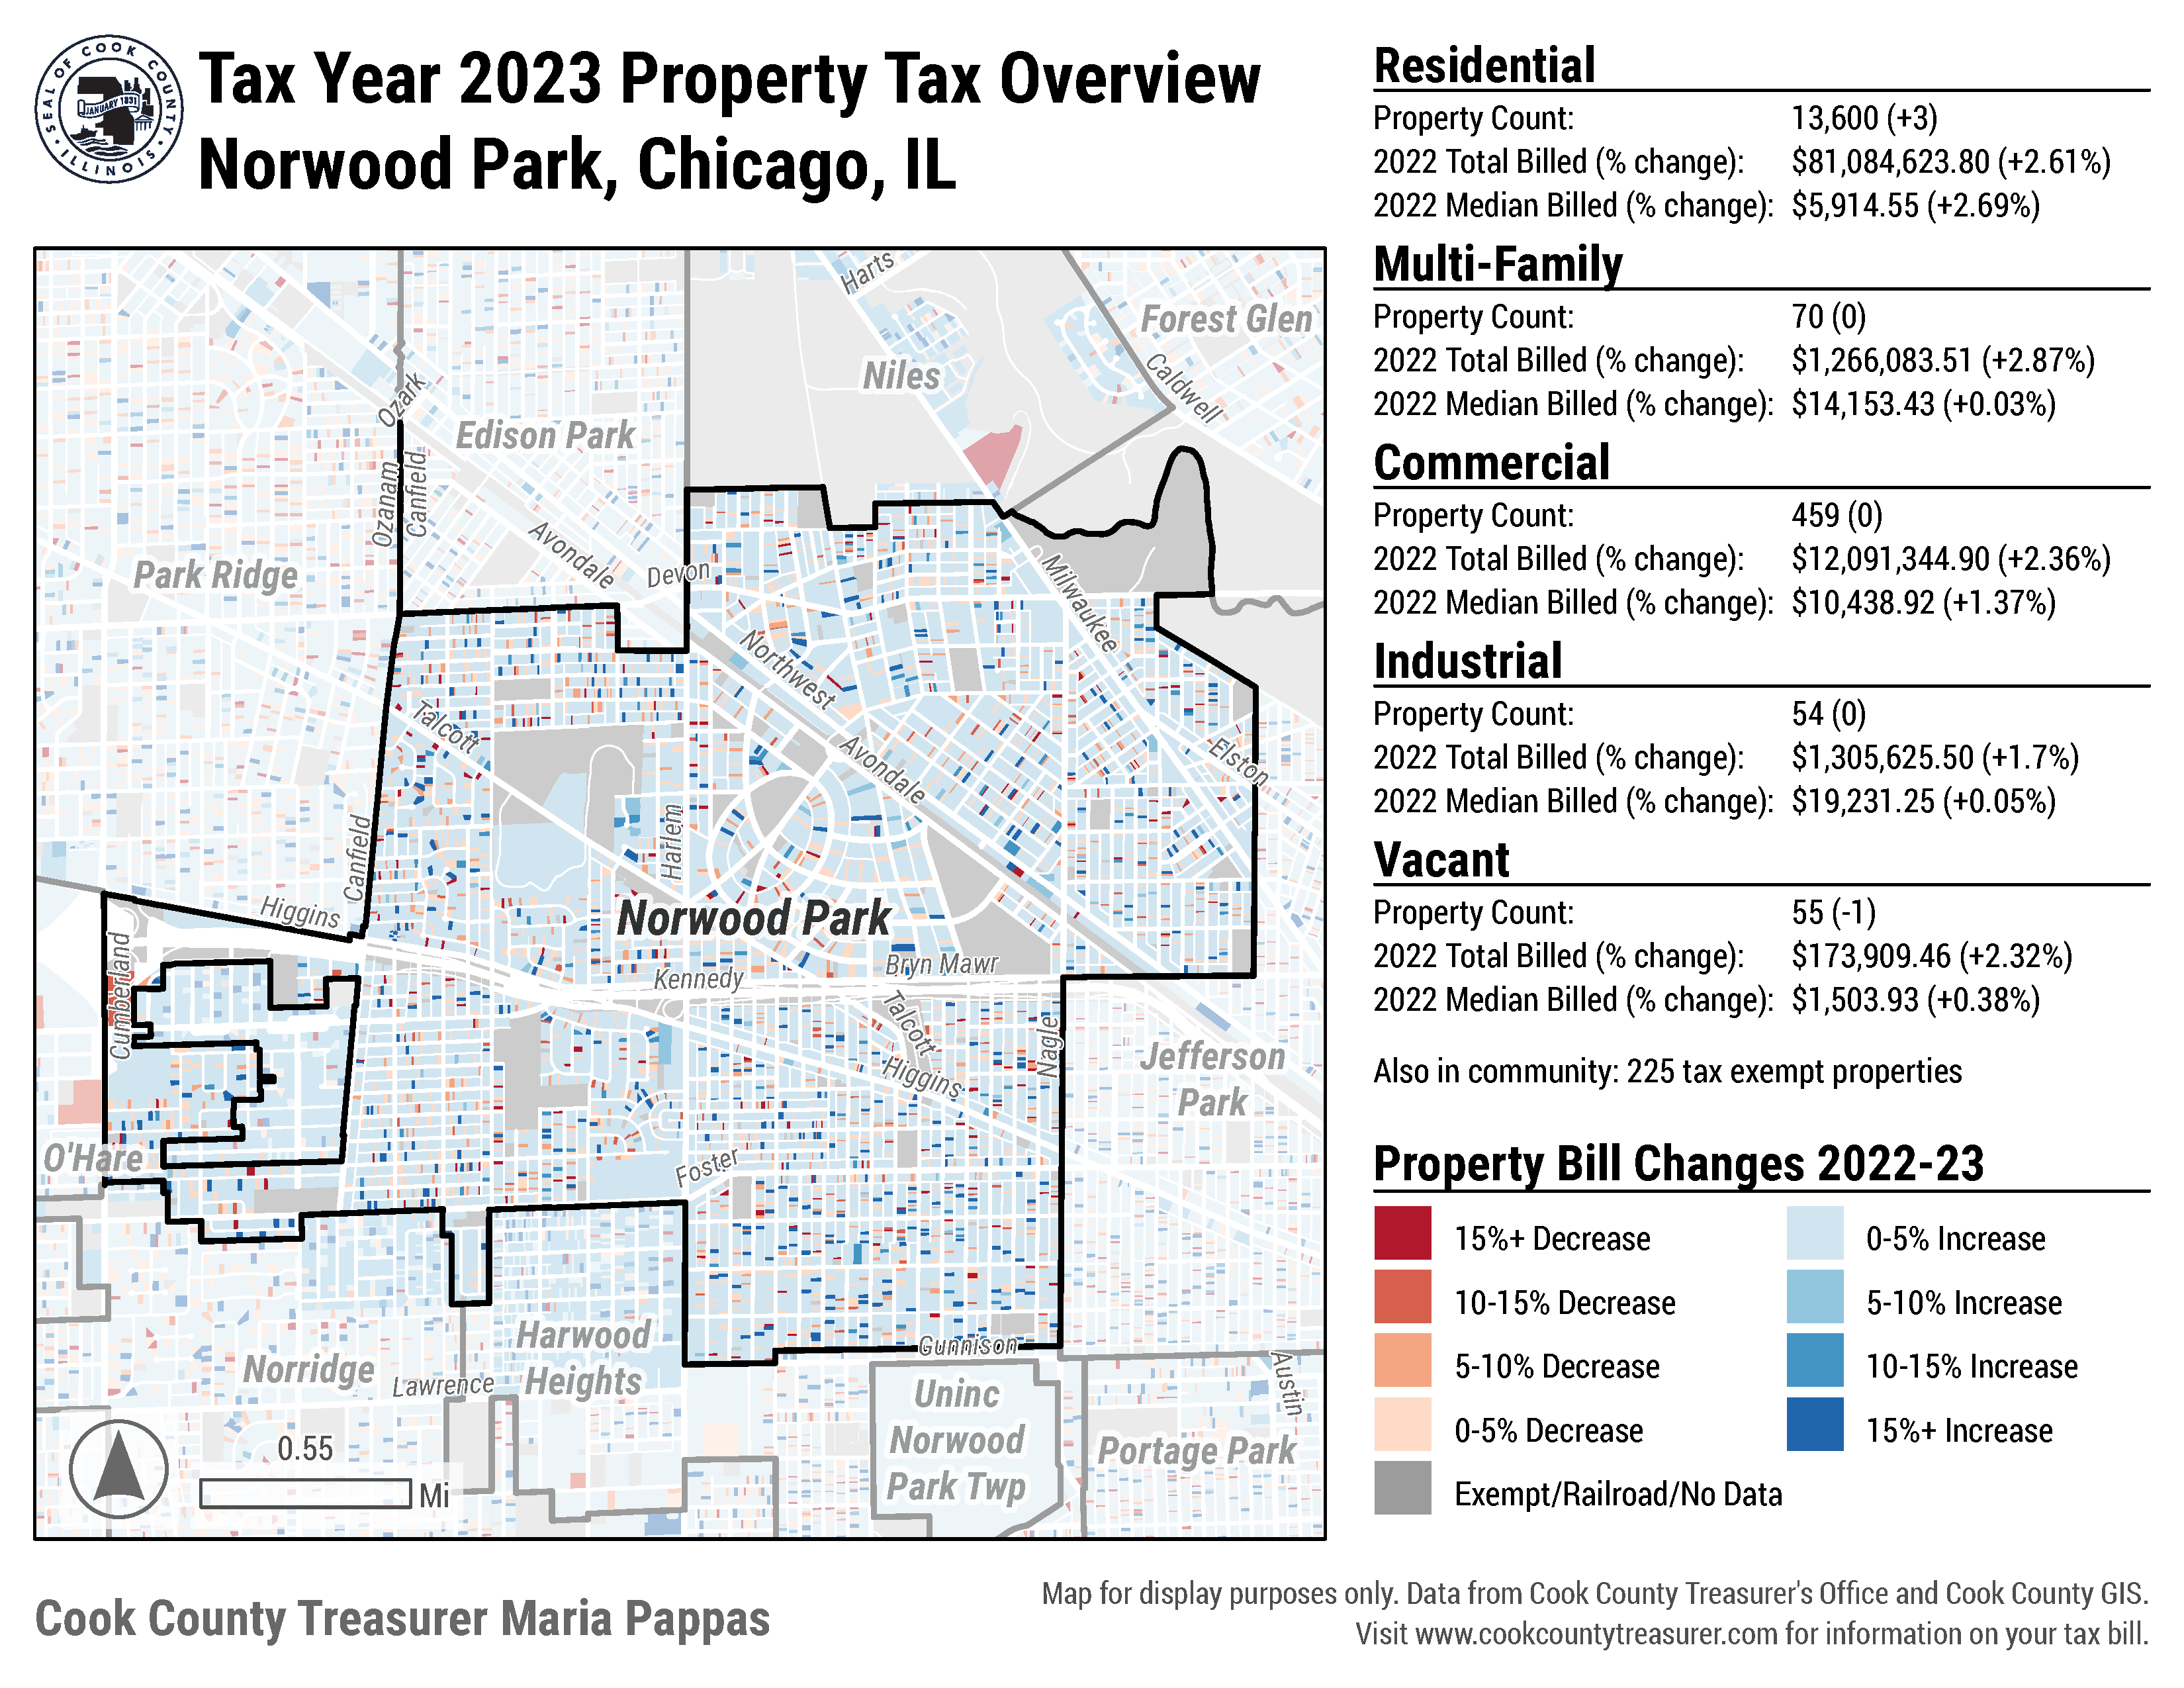 SEAL OF COOK COUNTY ILLINOIS
JANUARY 1831
Tax Year 2023 Property Tax Overview
Norwood Park, Chicago, IL
Residential
Property Count: 13,600 (+3)
2022 Total Billed (% change): $81,084,623.80 (+2.61%)
2022 Median Billed (% change): $5,914.55 (+2.69%)
Multi-Family
Property Count: 70 (0)
2022 Total Billed (% change): $1,266,083.51 (+2.87%)
2022 Median Billed (% change): $14,153.43 (+0.03%)
Commercial
Property Count: 459 (0)
2022 Total Billed (% change): $12,091,344.90 (+2.36%)
2022 Median Billed (% change): $10,438.92 (+1.37%)
Industrial
Property Count: 54 (0)
2022 Total Billed (% change): $1,305,625.50 (+1.7%)
2022 Median Billed (% change): $19,231.25 (+0.05%)
Vacant
Property Count: 55 (-1)
2022 Total Billed (% change): $173,909.46 (+2.32%)
2022 Median Billed (% change): $1,503.93 (+0.38%)
Also in community: 225 tax exempt properties
Property Bill Changes 2022-23
15%+ Decrease
10-15% Decrease
5-10% Decrease
0-5% Decrease
Exempt/Railroad/No Data
0-5% Increase
5-10% Increase
10-15% Increase
15%+ Increase
Harts
Forest Glen
Niles
Caldwell
Ozark
Edison Park
Ozanam
Canfield
Avondale
Devon
Park Ridge
Milwaukee
Northwest
Talcott
Avondale
Elston
Harlem
Canfield
Higgins
Norwood Park
Cumberland
Kennedy
Bryn Mawr
Talcott
Higgins
Nagle
Jefferson
Park
O'Hare
Foster
Harwood
Heights
Norridge
Lawrence
Gunnison
Uninc
Norwood
Park Twp
Portage Park
Austin
0.55
Mi
Cook County Treasurer Maria Pappas
Map for display purposes only. Data from Cook County Treasurer's Office and Cook County GIS.
Visit www.cookcountytreasurer.com for information on your tax bill.